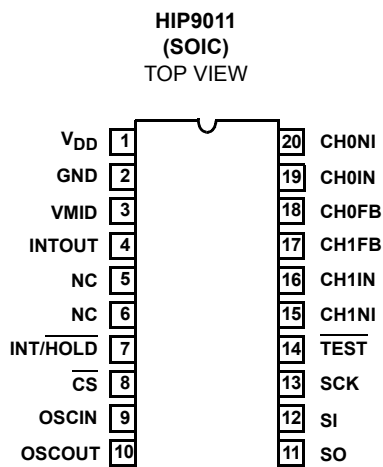 HIP9011
(SOIC)
TOP VIEW
VDD 1 20 CH0NI
GND 2 19 CH0IN
VMID 3 18 CH0FB
INTOUT 4 17 CH1FB
NC 5 16 CH1IN
NC 6 15 CH1NI
INT/HOLD 7 14 TEST
CS 8 13 SCK
OSCIN 9 12 SI
OSCOUT 10 11 SO